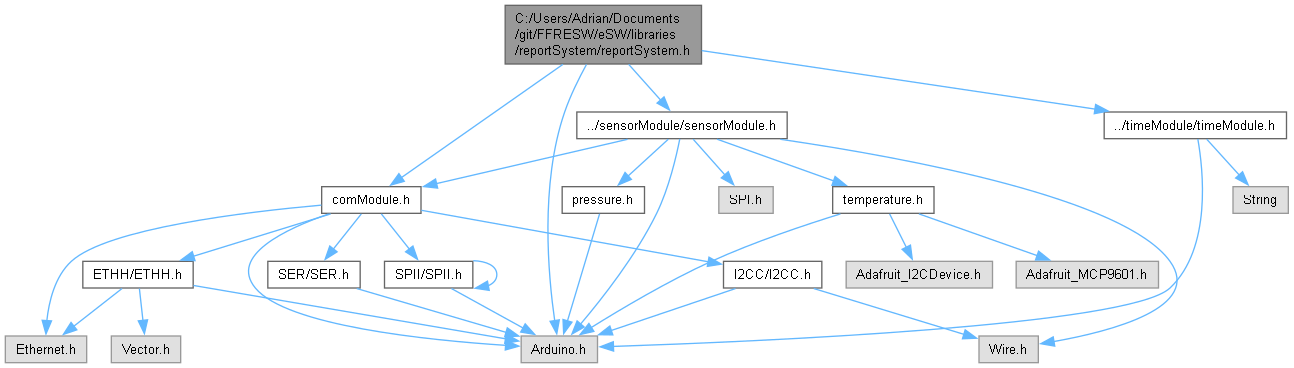 C:/Users/Adrian/Documents
/git/FFRESW/eSW/libraries
/reportSystem/reportSystem.h
../sensorModule/sensorModule.h
../timeModule/timeModule.h
comModule.h
pressure.h
SPI.h
temperature.h
String
ETHH/ETHH.h
SER/SER.h
SPII/SPII.h
I2CC/I2CC.h
Adafruit_I2CDevice.h
Adafruit_MCP9601.h
Ethernet.h
Vector.h
Arduino.h
Wire.h